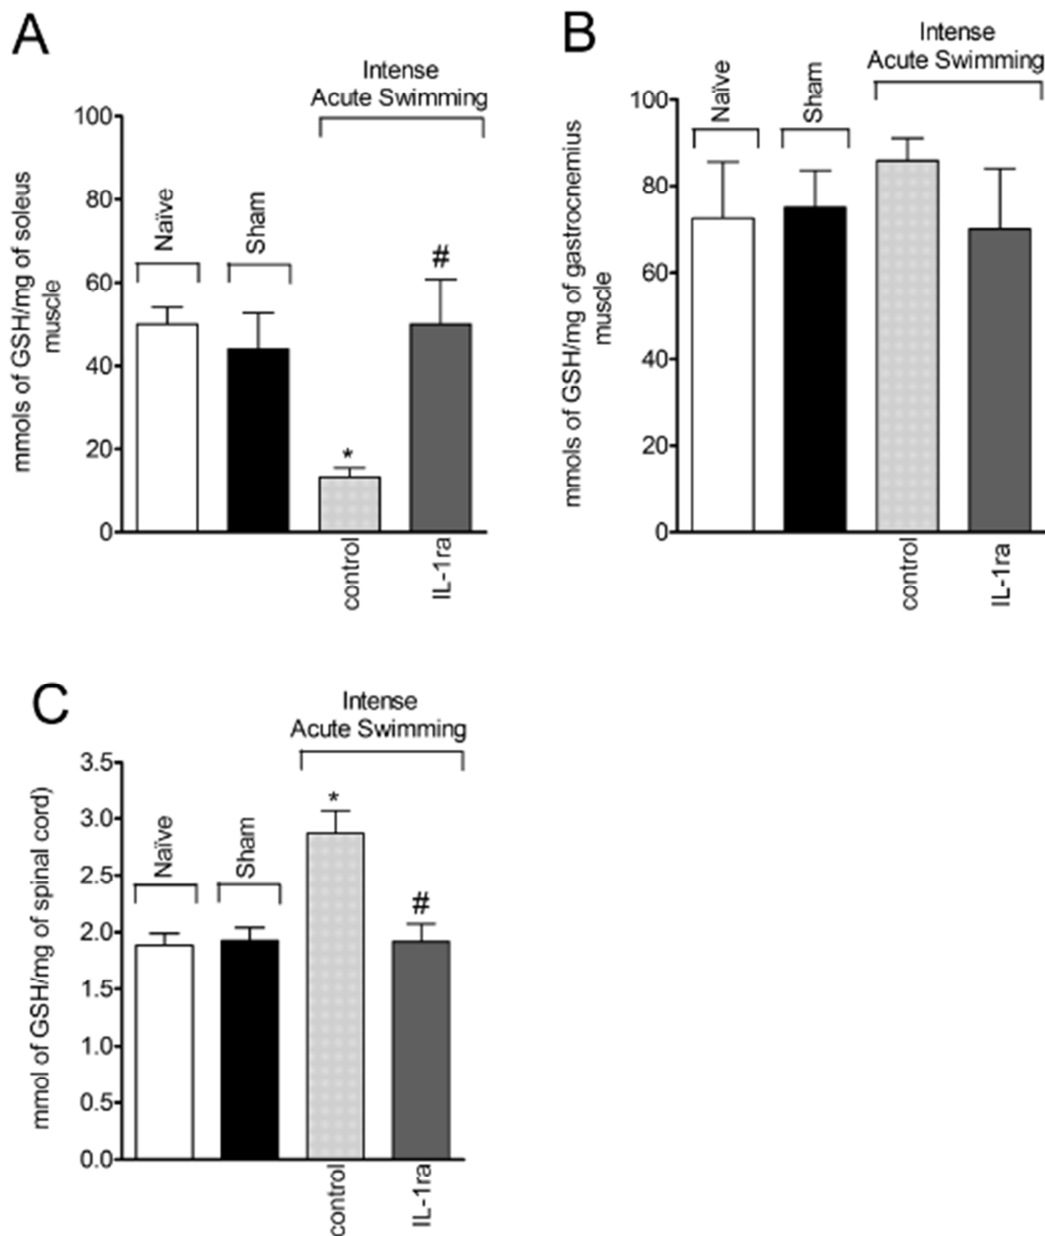 A
Intense
Acute Swimming
Naïve
Sham
mmols of GSH/mg of soleus
muscle
100
80
60
40
20
0
*
#
control
IL-1ra
B
Intense
Acute Swimming
Naïve
Sham
mmols of GSH/mg of gastrocnemius
muscle
100
80
60
40
20
0
control
IL-1ra
C
Intense
Acute Swimming
Naïve
Sham
mmol of GSH/mg of spinal cord)
3.5
3.0
2.5
2.0
1.5
1.0
0.5
0.0
*
#
control
IL-1ra